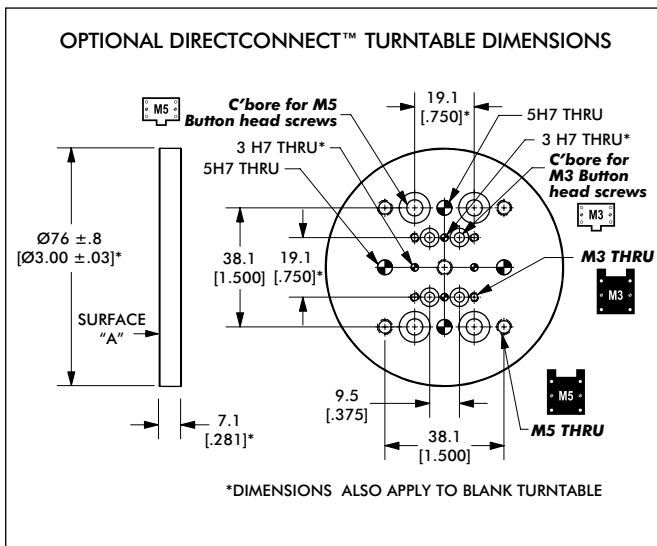 OPTIONAL DIRECTCONNECT™ TURNTABLE DIMENSIONS
M5
C'bore for M5
Button head screws
19.1
[.750]*
5H7 THRU
3 H7 THRU*
3 H7 THRU*
5H7 THRU
C'bore for
M3 Button
head screws
M3
Ø76 ±.8
[Ø3.00 ±.03]*
38.1
[1.500]
19.1
[.750]*
M3 THRU
M3
SURFACE
"A"
7.1
[.281]*
9.5
[.375]
38.1
[1.500]
M5
M5 THRU
*DIMENSIONS ALSO APPLY TO BLANK TURNTABLE